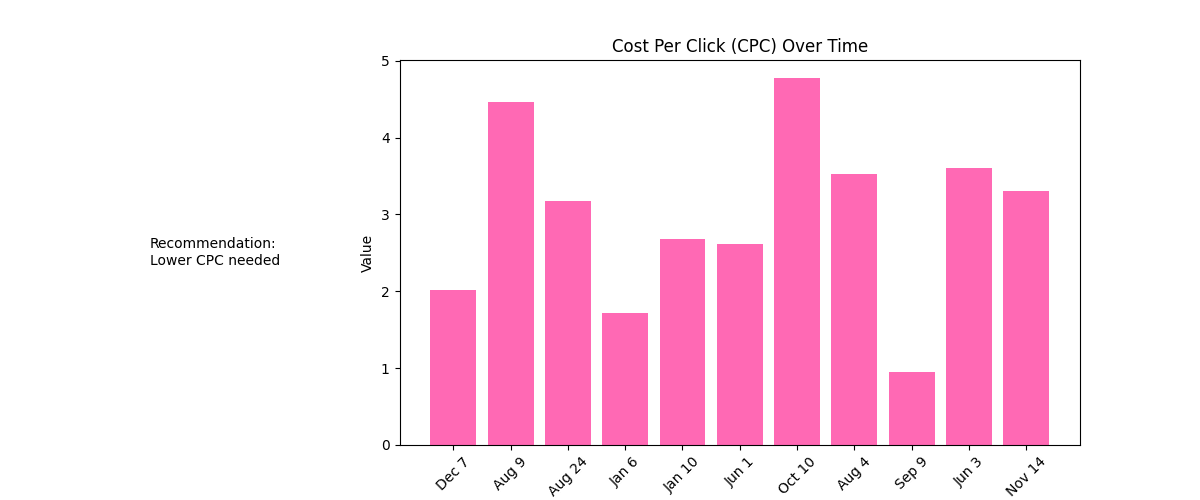 Cost Per Click (CPC) Over Time
Recommendation:
Lower CPC needed
Value
5
4
3
2
1
0
Dec 7
Aug 9
Aug 24
Jan 6
Jan 10
Jun 1
Oct 10
Aug 4
Sep 9
Jun 3
Nov 14